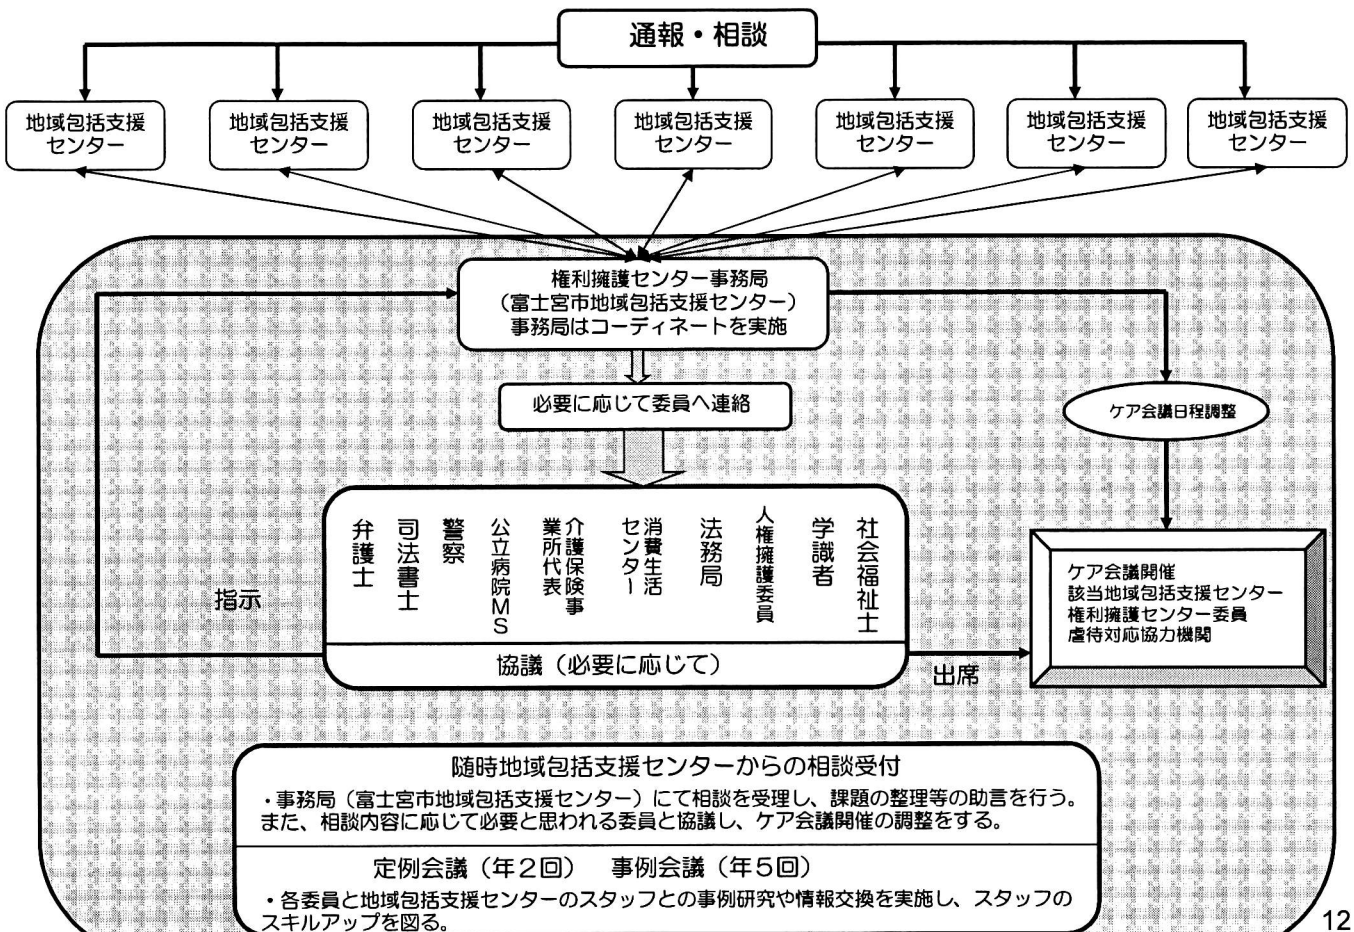 通報・相談
地域包括支援
センター
地域包括支援
センター
地域包括支援
センター
地域包括支援
センター
地域包括支援
センター
地域包括支援
センター
地域包括支援
センター
権利擁護センター事務局
(富士宮市地域包括支援センター)
事務局はコーディネートを実施
必要に応じて委員へ連絡
ケア会議日程調整
弁護士
司法書士
警察
公立病院MS
介護保険事
業所代表
消費生活
センター
法務局
人権擁護委員
学識者
社会福祉士
協議(必要に応じて)
指示
出席
ケア会議開催
該当地域包括支援センター
権利擁護センター委員
虐待対応協力機関
随時地域包括支援センターからの相談受付
・事務局(富士宮市地域包括支援センター)にて相談を受理し、課題の整理等の助言を行う。
また、相談内容に応じて必要と思われる委員と協議し、ケア会議開催の調整をする。
定例会議(年2回) 事例会議(年5回)
・各委員と地域包括支援センターのスタッフとの事例研究や情報交換を実施し、スタッフの
スキルアップを図る。
12